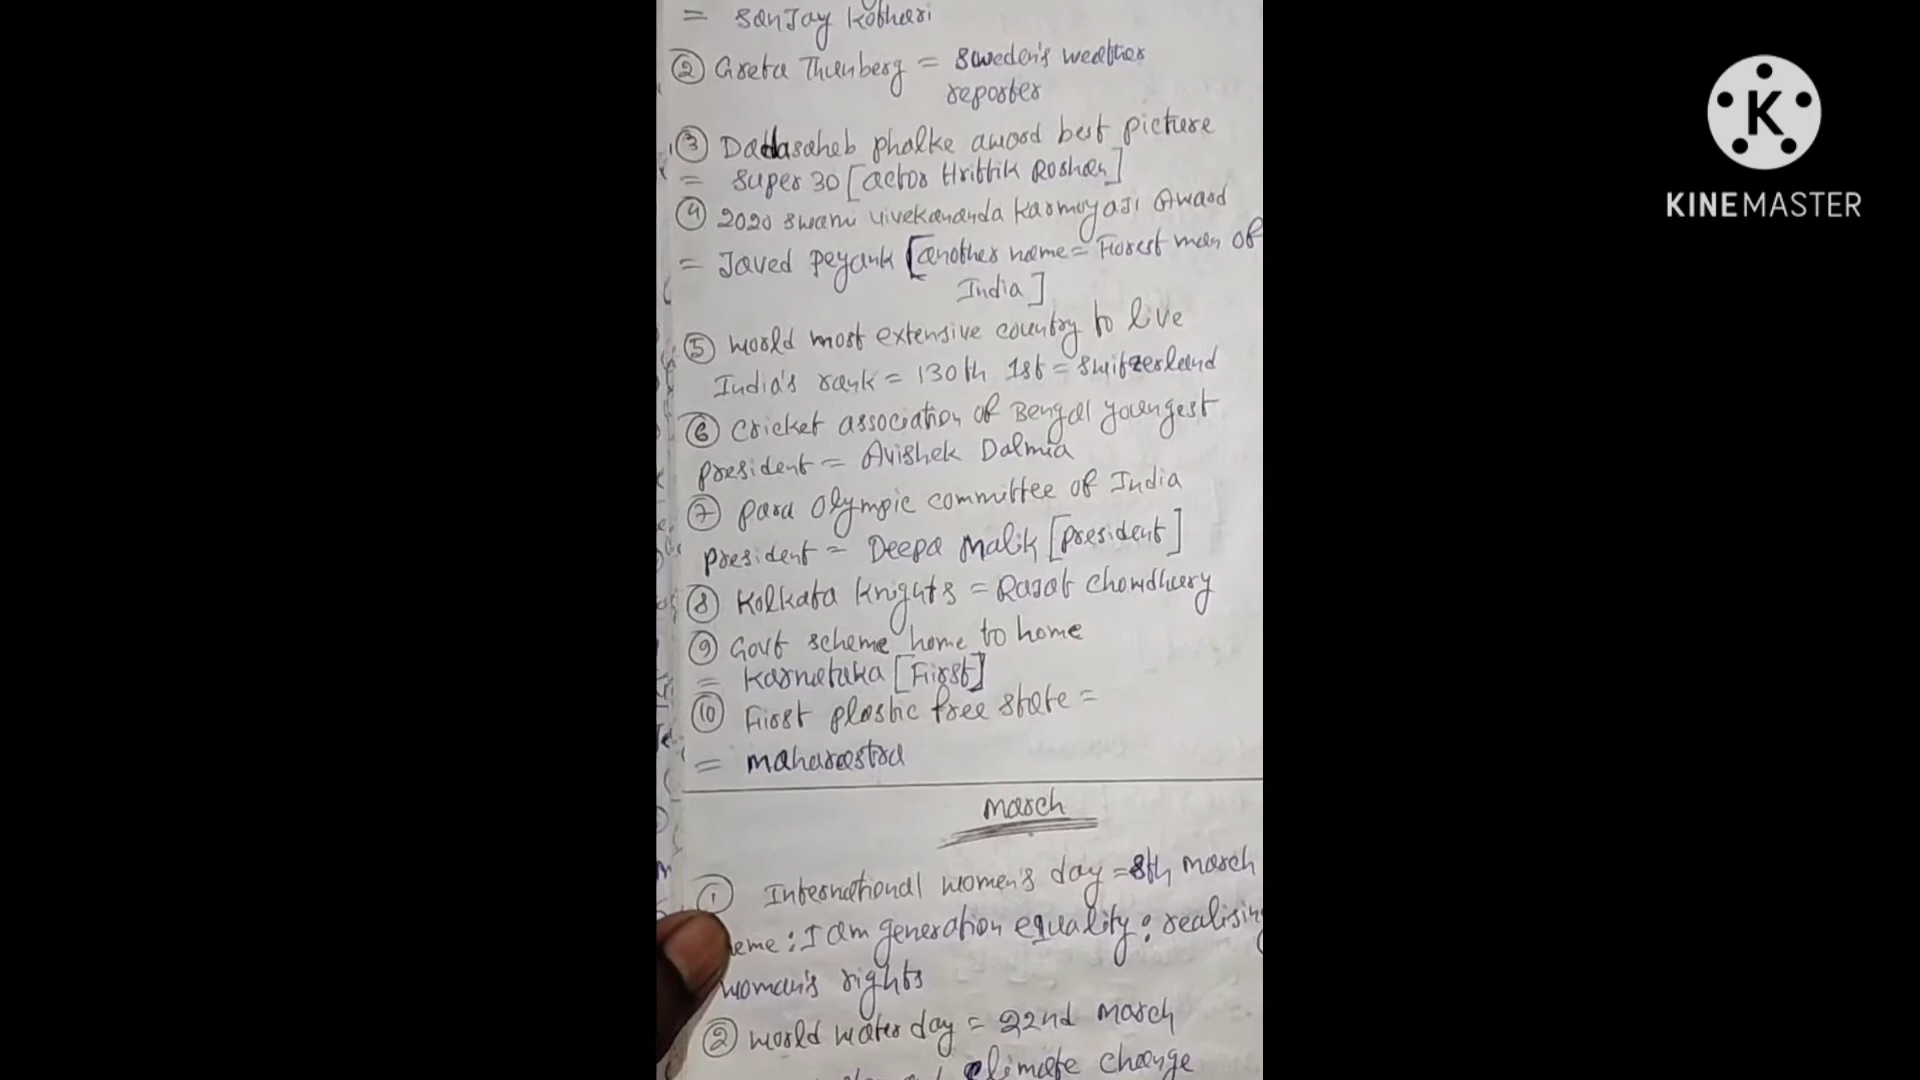 = Sanjay Kothari
② Greta Thunberg = Sweden's weather
reporter
③ Dadasaheb phalke award best picture
= Super 30 [actor Hrithik Roshan]
④ 2020 Swami Vivekananda Karmoyaji Award
= Javed Peyank [another name = Forest man of
India]
⑤ World most extensive country to live
India's rank = 130th 1st = Switzerland
⑥ Cricket association of Bengal youngest
president = Avishek Dalmia
⑦ Para Olympic committee of India
president = Deepa Malik [President]
⑧ Kolkata Knights = Rajat Chowdhury
⑨ Govt scheme home to home
= Karnataka [First]
⑩ First plastic free state =
= Maharastra
March
① International women's day = 8th march
eme : I am generation equality : realising
woman's rights
② World water day = 22nd March
climate change
K
KINEMASTER